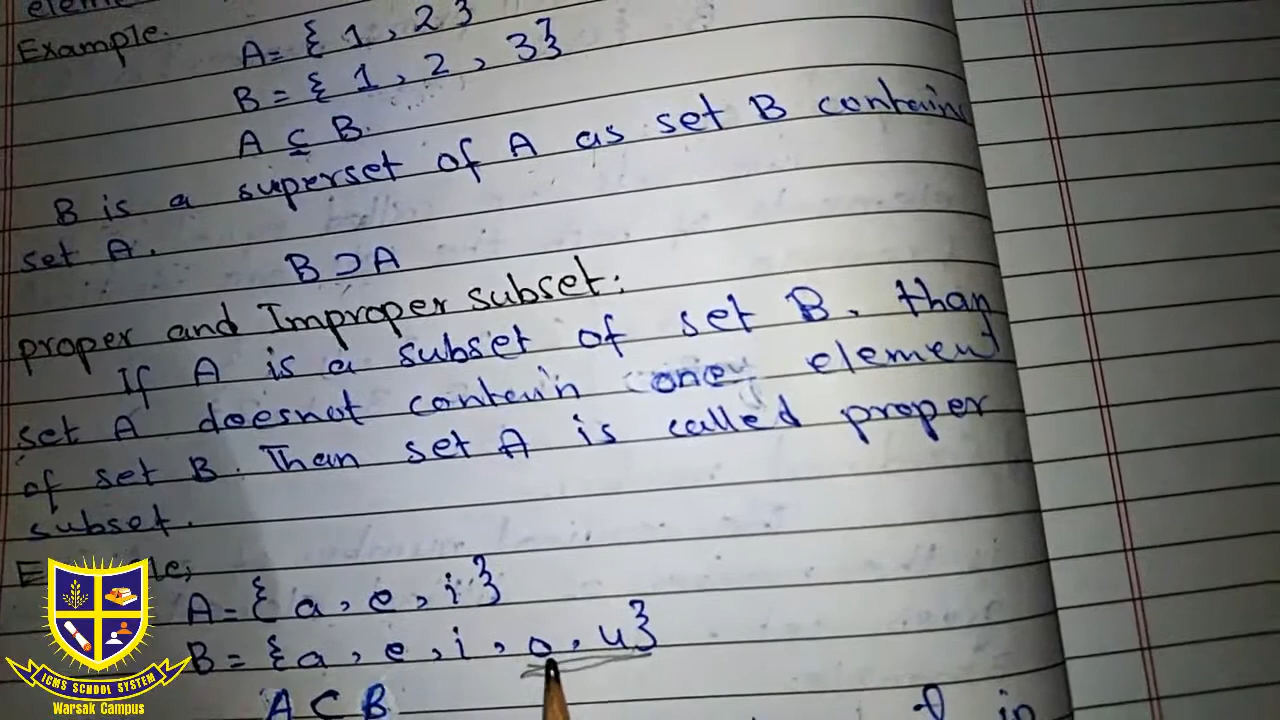 Example.
A = { 1 , 2 }
B = { 1 , 2 , 3 }
A ⊆ B.
B is a superset of A as set B contains
set A.
B ⊃ A
proper and Improper subset:
If A is a subset of set B. than
set A doesnot contain one element
of set B. Than set A is called proper
subset.
A = { a , e , i }
B = { a , e , i , o , u }
A ⊂ B
in
ICMS SCHOOL SYSTEM
Warsak Campus